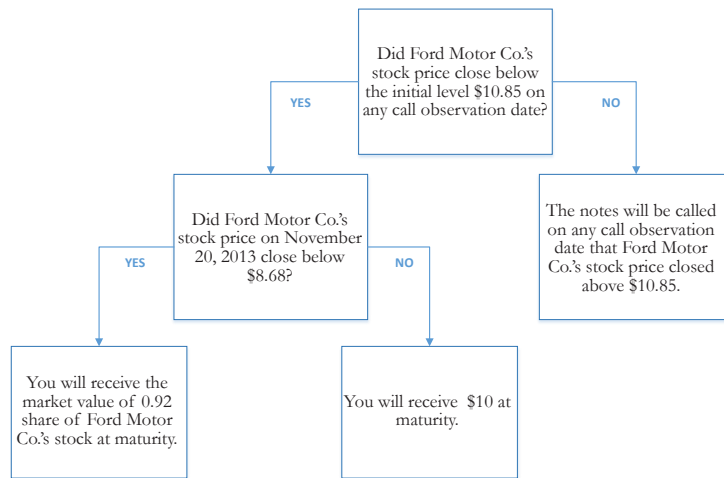 Did Ford Motor Co.'s
stock price close below
the initial level $10.85 on
any call observation date?
YES
NO
Did Ford Motor Co.'s
stock price on November
20, 2013 close below
$8.68?
The notes will be called
on any call observation
date that Ford Motor
Co.'s stock price closed
above $10.85.
YES
NO
You will receive the
market value of 0.92
share of Ford Motor
Co.'s stock at maturity.
You will receive $10 at
maturity.